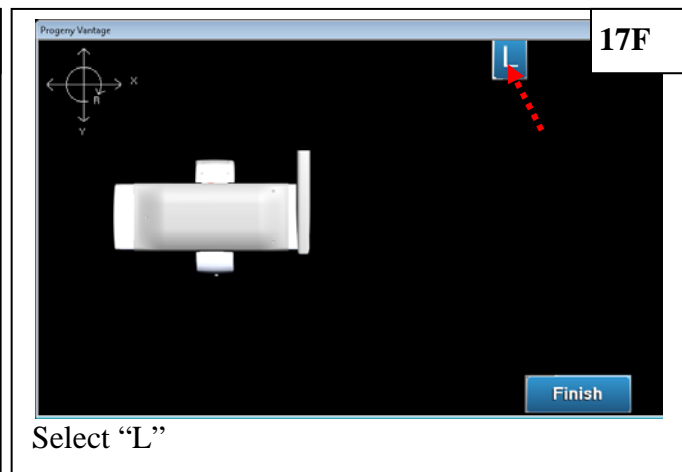 Progeny Vantage
17F
L
X
R
Y
Finish
Select “L”